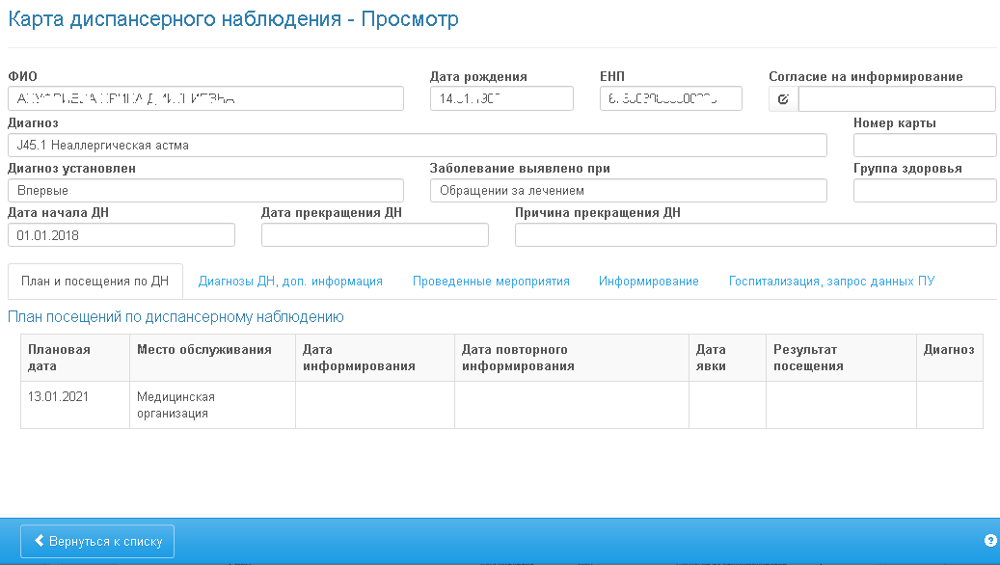 Карта диспансерного наблюдения - Просмотр
ФИО Дата рождения ЕНП Согласие на информирование
Диагноз Номер карты
J45.1 Неаллергическая астма
Диагноз установлен Заболевание выявлено при Группа здоровья
Впервые Обращении за лечением
Дата начала ДН Дата прекращения ДН Причина прекращения ДН
01.01.2018
План и посещения по ДН Диагнозы ДН, доп. информация Проведенные мероприятия Информирование Госпитализация, запрос данных ПУ
План посещений по диспансерному наблюдению
Плановая дата Место обслуживания Дата информирования Дата повторного информирования Дата явки Результат посещения Диагноз
13.01.2021 Медицинская организация
Вернуться к списку